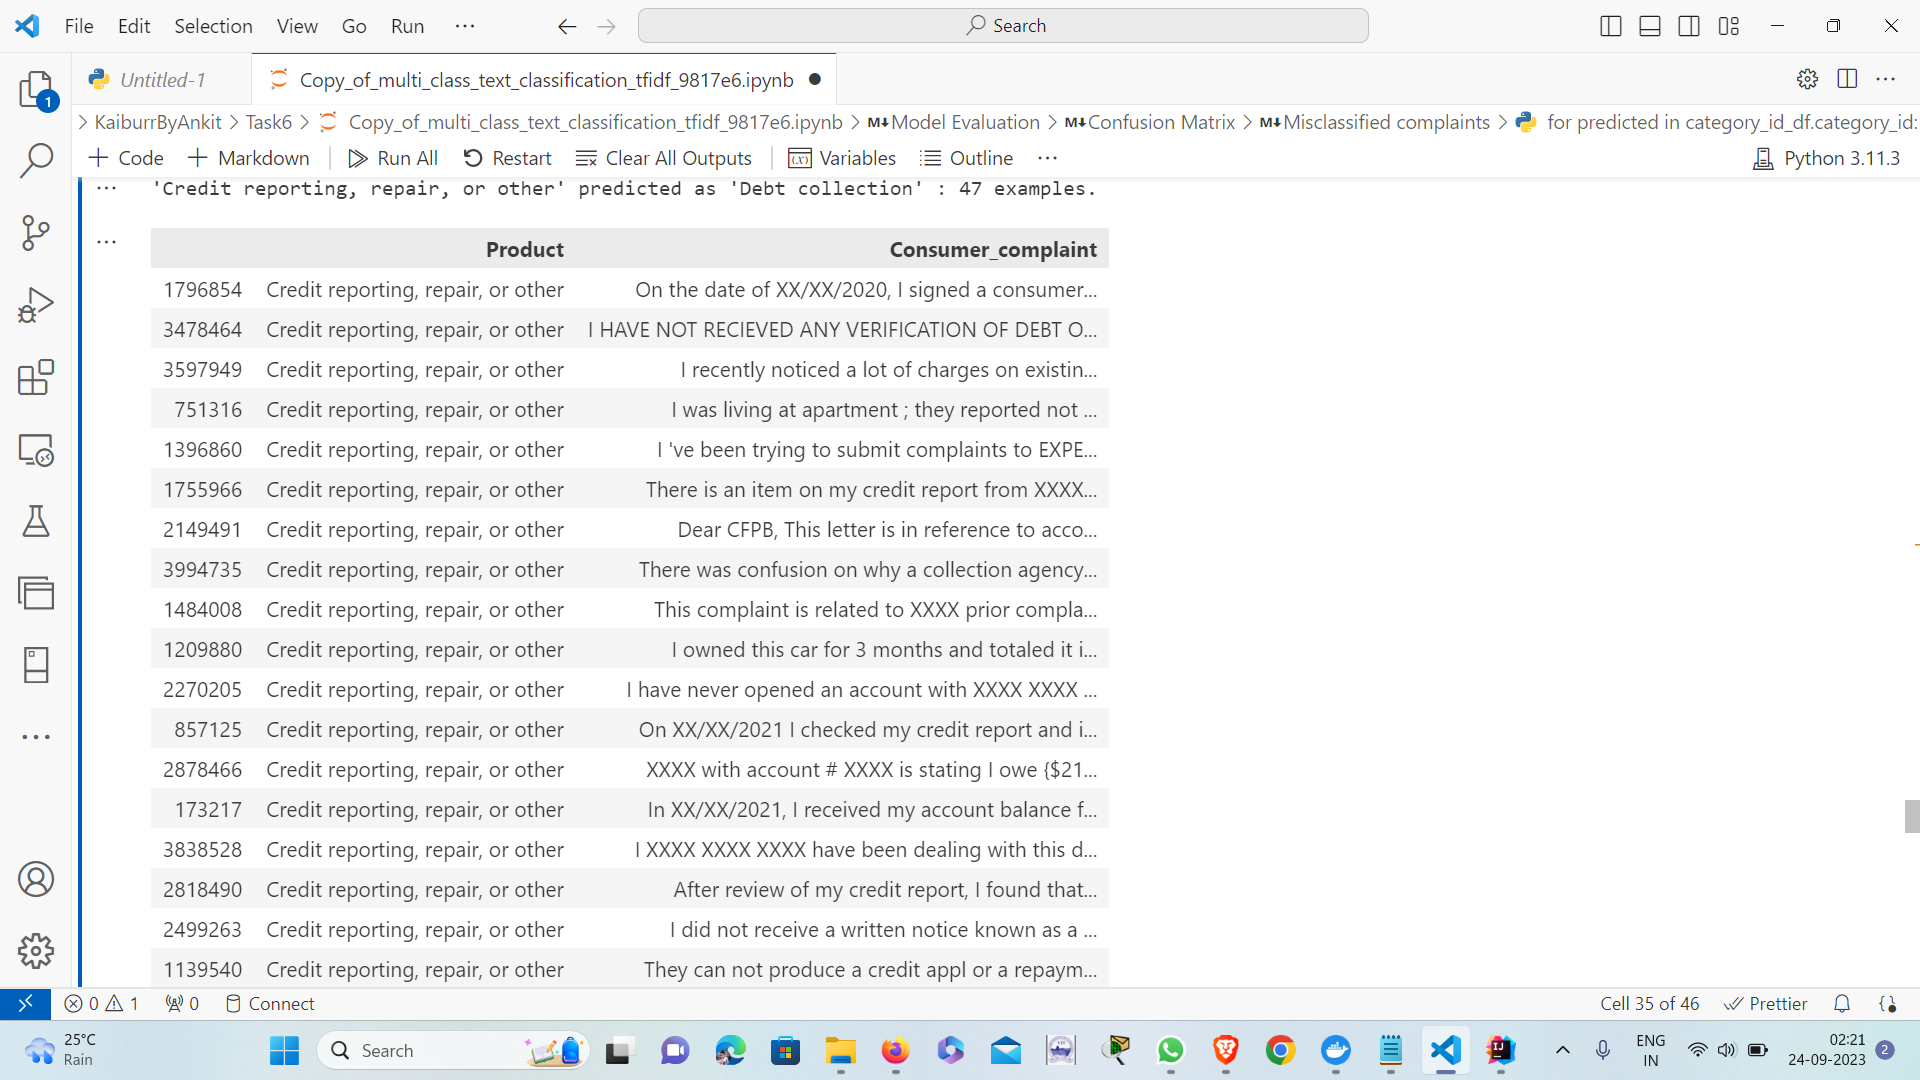 File Edit Selection View Go Run ···
Search
Untitled-1
Copy_of_multi_class_text_classification_tfidf_9817e6.ipynb
> KaiburrByAnkit > Task6 > Copy_of_multi_class_text_classification_tfidf_9817e6.ipynb > M↓Model Evaluation > M↓Confusion Matrix > M↓Misclassified complaints > for predicted in category_id_df.category_id:
+ Code + Markdown Run All Restart Clear All Outputs Variables Outline ··· Python 3.11.3
'Credit reporting, repair, or other' predicted as 'Debt collection' : 47 examples.
Product Consumer_complaint
1796854 Credit reporting, repair, or other On the date of XX/XX/2020, I signed a consumer...
3478464 Credit reporting, repair, or other I HAVE NOT RECIEVED ANY VERIFICATION OF DEBT O...
3597949 Credit reporting, repair, or other I recently noticed a lot of charges on existin...
751316 Credit reporting, repair, or other I was living at apartment ; they reported not ...
1396860 Credit reporting, repair, or other I 've been trying to submit complaints to EXPE...
1755966 Credit reporting, repair, or other There is an item on my credit report from XXXX...
2149491 Credit reporting, repair, or other Dear CFPB, This letter is in reference to acco...
3994735 Credit reporting, repair, or other There was confusion on why a collection agency...
1484008 Credit reporting, repair, or other This complaint is related to XXXX prior compla...
1209880 Credit reporting, repair, or other I owned this car for 3 months and totaled it i...
2270205 Credit reporting, repair, or other I have never opened an account with XXXX XXXX ...
857125 Credit reporting, repair, or other On XX/XX/2021 I checked my credit report and i...
2878466 Credit reporting, repair, or other XXXX with account # XXXX is stating I owe {$21...
173217 Credit reporting, repair, or other In XX/XX/2021, I received my account balance f...
3838528 Credit reporting, repair, or other I XXXX XXXX XXXX have been dealing with this d...
2818490 Credit reporting, repair, or other After review of my credit report, I found that...
2499263 Credit reporting, repair, or other I did not receive a written notice known as a ...
1139540 Credit reporting, repair, or other They can not produce a credit appl or a repaym...
0 1 0 Connect Cell 35 of 46 Prettier
25°C
Rain
Search
ENG
IN
02:21
24-09-2023
2
1